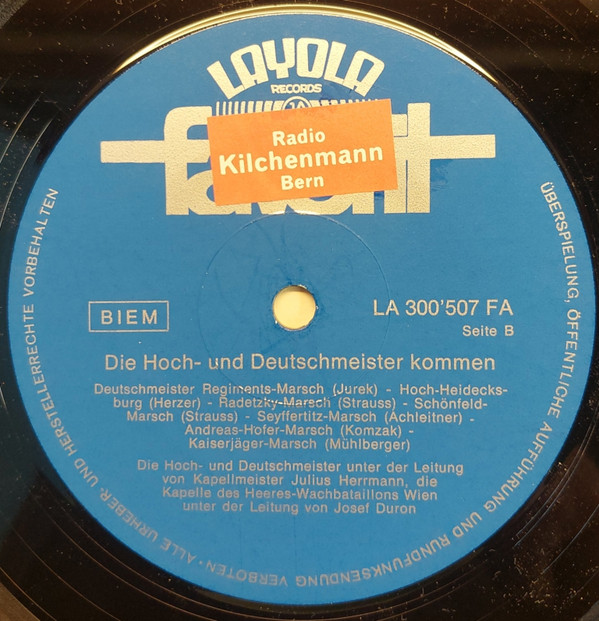 LAYOLA
RECORDS
Radio
Kilchenmann
Bern
BIEM
LA 300'507 FA
Seite B
Die Hoch- und Deutschmeister kommen
Deutschmeister Regiments-Marsch (Jurek) - Hoch-Heidecks-
burg (Herzer) - Radetzky-Marsch (Strauss) - Schönfeld-
Marsch (Strauss) - Seyffertitz-Marsch (Achleitner) -
Andreas-Hofer-Marsch (Komzak) -
Kaiserjäger-Marsch (Mühlberger)
Die Hoch- und Deutschmeister unter der Leitung
von Kapellmeister Julius Herrmann, die
Kapelle des Heeres-Wachbataillons Wien
unter der Leitung von Josef Duron
ÜBERSPIELUNG, ÖFFENTLICHE AUFFÜHRUNG UND RUNDFUNKSENDUNG VERBOTEN · ALLE URHEBER- UND HERSTELLERRECHTE VORBEHALTEN